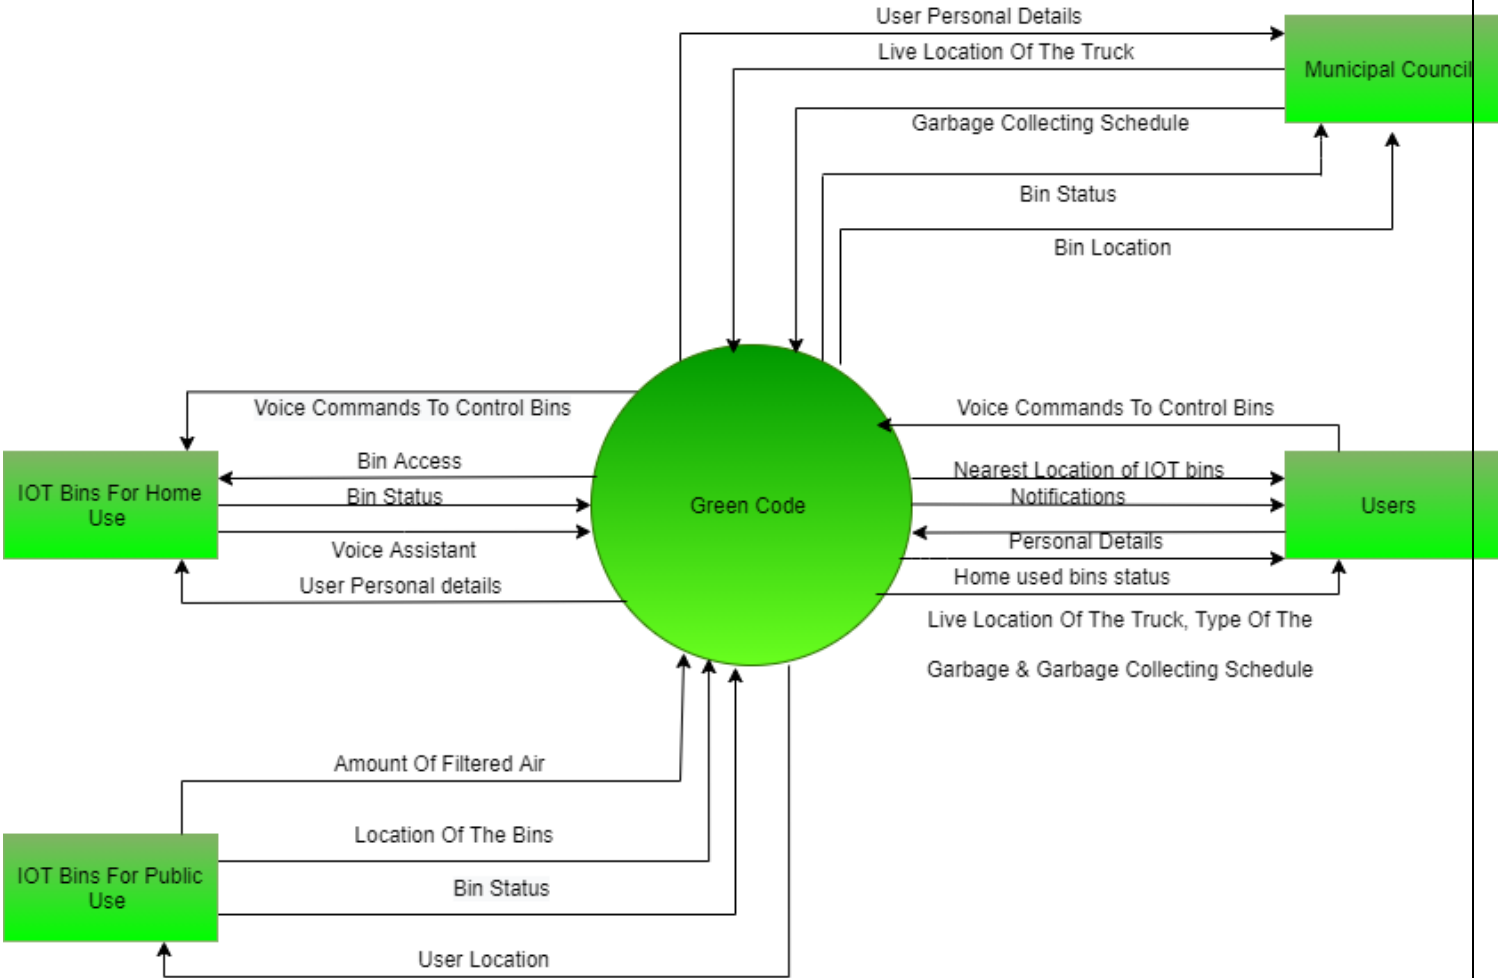 User Personal Details
Live Location Of The Truck
Municipal Council
Garbage Collecting Schedule
Bin Status
Bin Location
Voice Commands To Control Bins
Voice Commands To Control Bins
Bin Access
Nearest Location of IOT bins
IOT Bins For Home
Use
Bin Status
Notifications
Green Code
Users
Voice Assistant
Personal Details
User Personal details
Home used bins status
Live Location Of The Truck, Type Of The
Garbage & Garbage Collecting Schedule
Amount Of Filtered Air
Location Of The Bins
IOT Bins For Public
Use
Bin Status
User Location